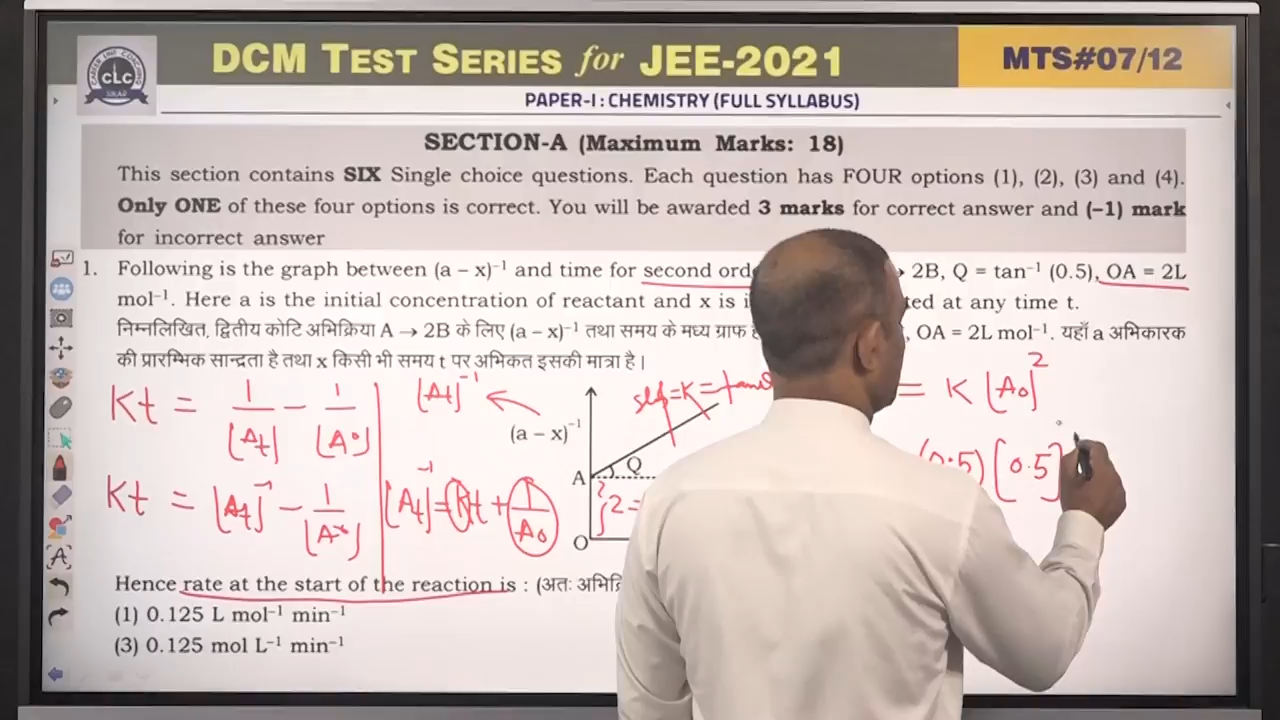 DCM TEST SERIES for JEE-2021
MTS#07/12
CLC
PAPER-I : CHEMISTRY (FULL SYLLABUS)
SECTION-A (Maximum Marks: 18)
This section contains SIX Single choice questions. Each question has FOUR options (1), (2), (3) and (4).
Only ONE of these four options is correct. You will be awarded 3 marks for correct answer and (−1) mark
for incorrect answer
1. Following is the graph between (a − x)⁻¹ and time for second 2B, Q = tan⁻¹ (0.5), OA = 2L
mol⁻¹. Here a is the initial concentration of reactant and x is at any time t.
निम्नलिखित, द्वितीय कोटि अभिक्रिया A → 2B के लिए (a − x)⁻¹ तथा समय के मध्य ग्राफ OA = 2L mol⁻¹. यहाँ a अभिकारक
की प्रारम्भिक सान्द्रता है तथा x किसी भी समय t पर अभिकृत इसकी मात्रा है।
Kt = 1/[At] − 1/[A0]
[At]⁻¹
(a − x)⁻¹
= K =
= K [A0]²
Kt = [At]⁻¹ − 1/[A0]
[At]⁻¹ = Kt + 1/A0
A
Q
2 =
(0.5) [0.5]
O
Hence rate at the start of the reaction is : (अतः
(1) 0.125 L mol⁻¹ min⁻¹
(3) 0.125 mol L⁻¹ min⁻¹